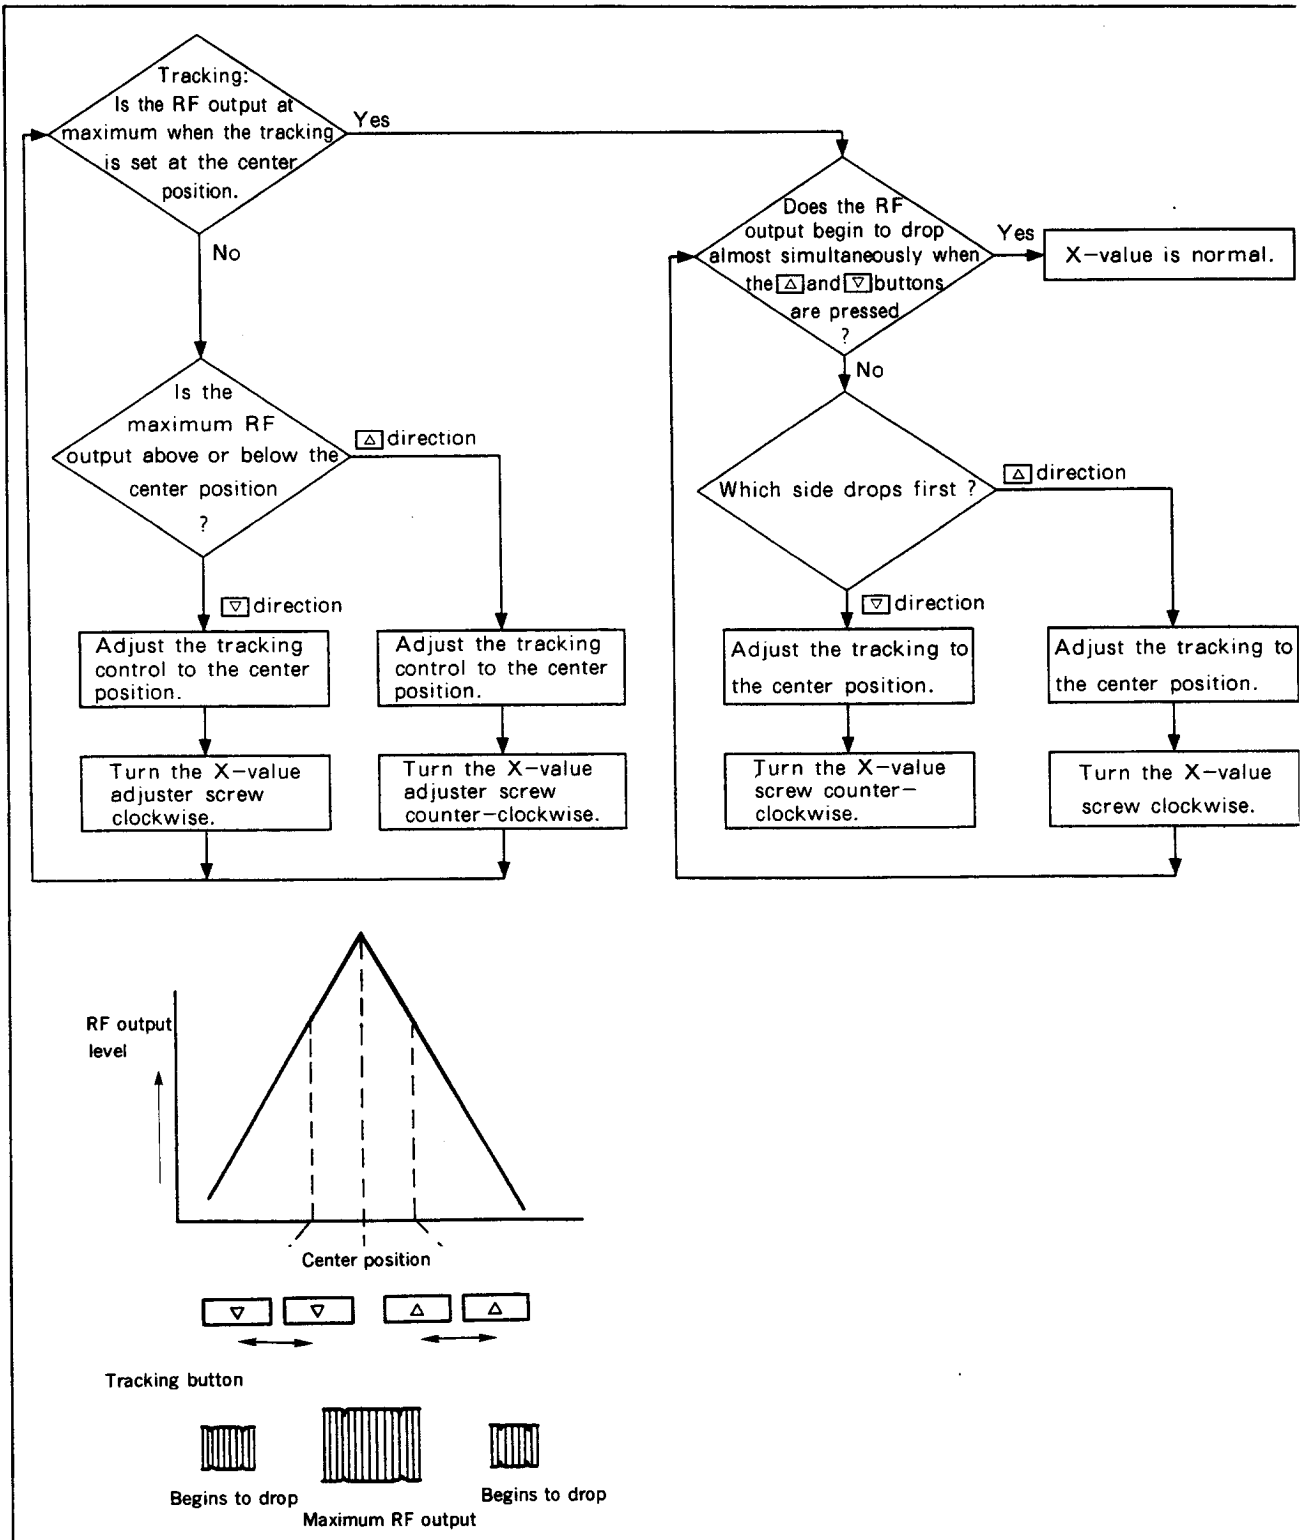 Tracking:
Is the RF output at
maximum when the tracking
is set at the center
position.
Yes
No
Is the
maximum RF
output above or below the
center position
?
△ direction
▽ direction
Adjust the tracking
control to the center
position.
Turn the X-value
adjuster screw
clockwise.
Adjust the tracking
control to the center
position.
Turn the X-value
adjuster screw
counter-clockwise.
Does the RF
output begin to drop
almost simultaneously when
the △ and ▽ buttons
are pressed
?
Yes
X-value is normal.
No
Which side drops first ?
△ direction
▽ direction
Adjust the tracking to
the center position.
Turn the X-value
screw counter-
clockwise.
Adjust the tracking to
the center position.
Turn the X-value
screw clockwise.
RF output
level
Center position
▽ ▽ △ △
Tracking button
Begins to drop
Maximum RF output
Begins to drop